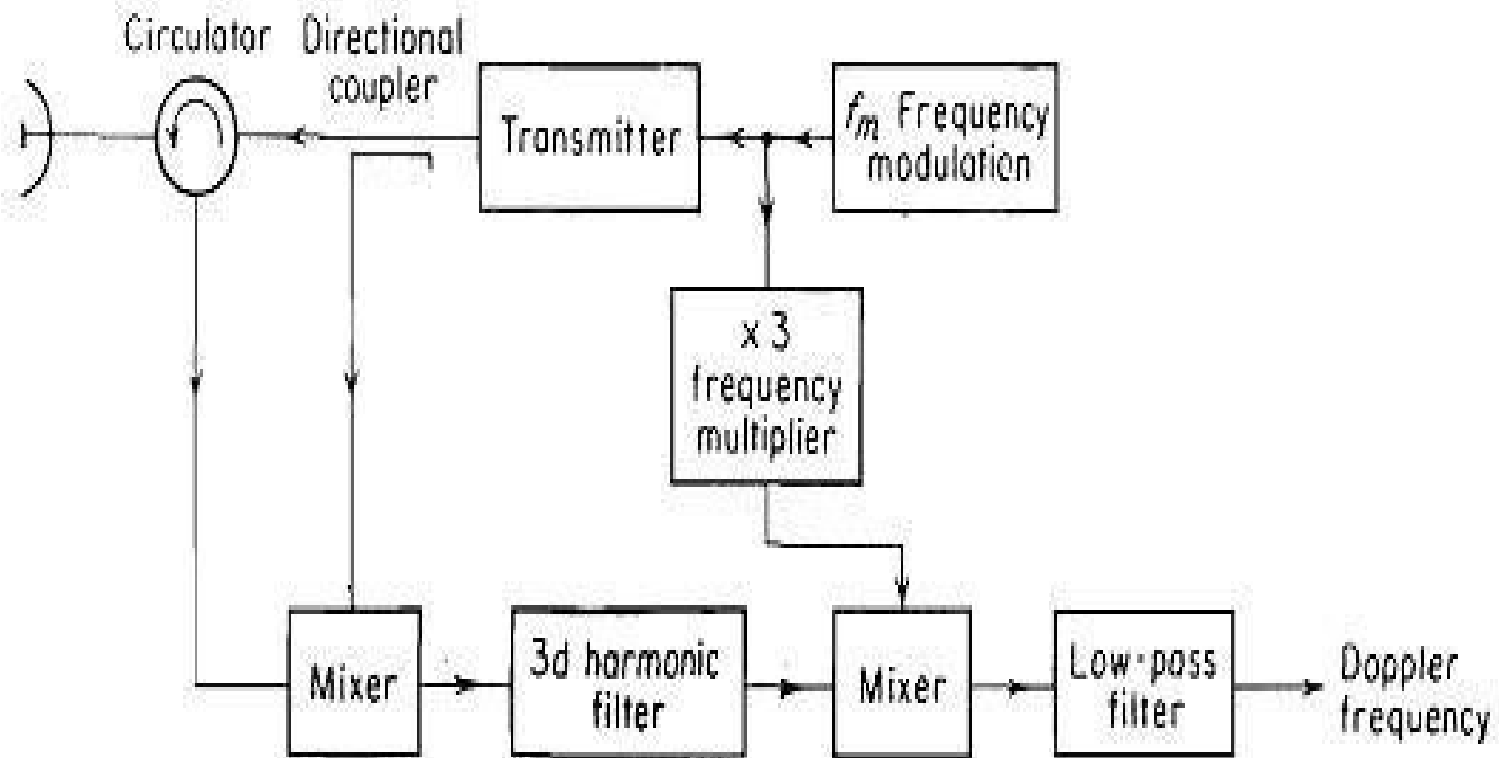 Circulator
Directional
coupler
Transmitter
fm Frequency
modulation
x 3
frequency
multiplier
Mixer
3d harmonic
filter
Mixer
Low-pass
filter
Doppler
frequency